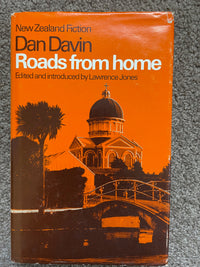 New Zealand Fiction
Dan Davin
Roads from home
Edited and introduced by Lawrence Jones